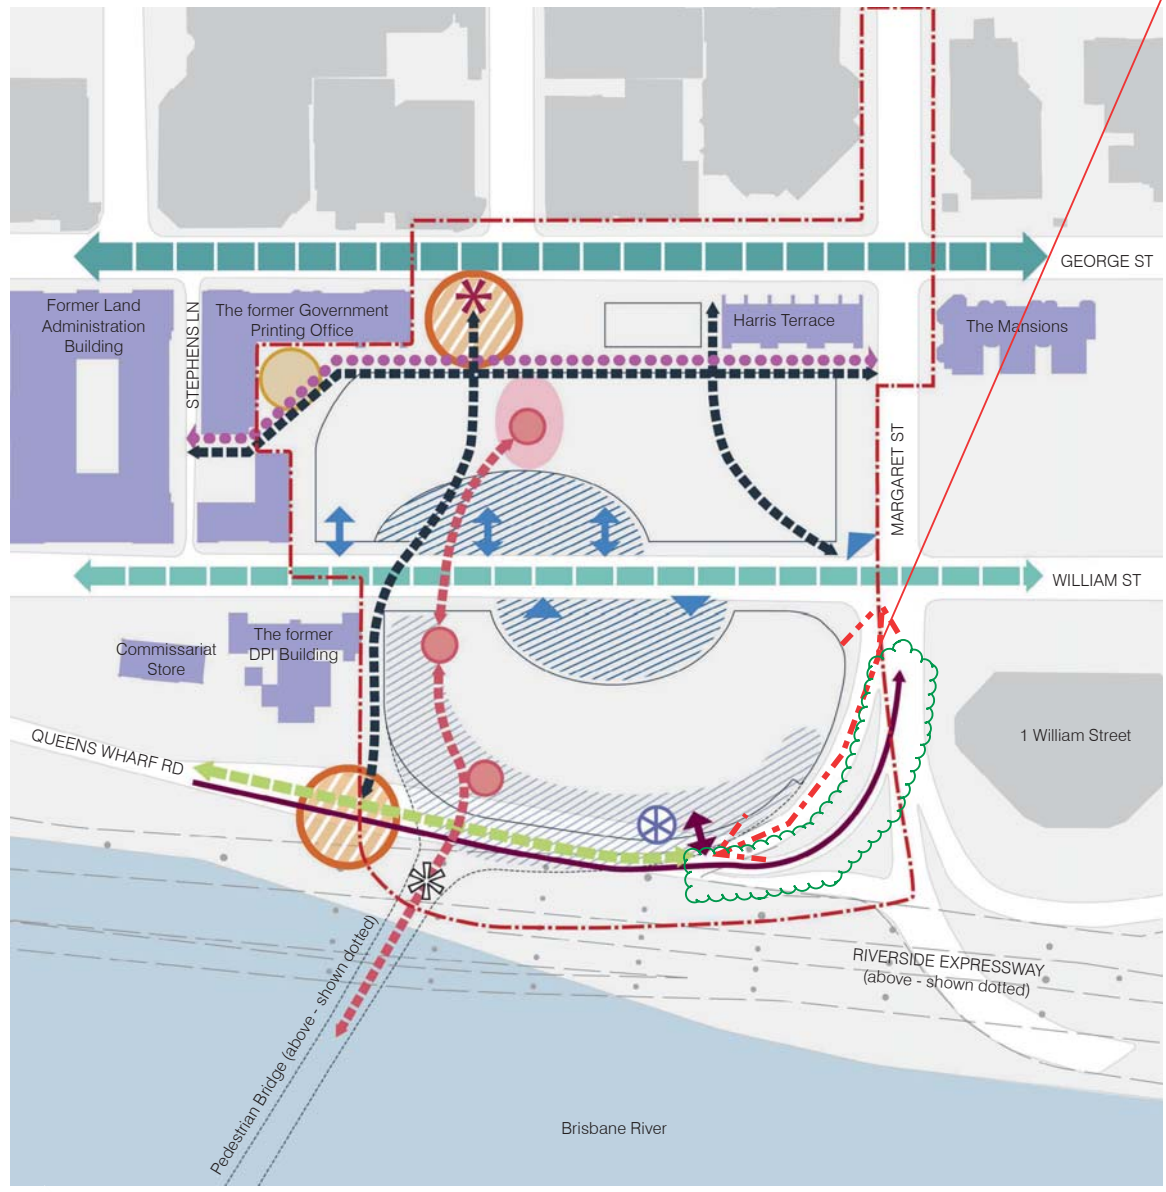 GEORGE ST
Former Land
Administration
Building
STEPHENS LN
The former Government
Printing Office
Harris Terrace
The Mansions
MARGARET ST
WILLIAM ST
Commissariat
Store
The former
DPI Building
QUEENS WHARF RD
1 William Street
Pedestrian Bridge (above - shown dotted)
RIVERSIDE EXPRESSWAY
(above - shown dotted)
Brisbane River